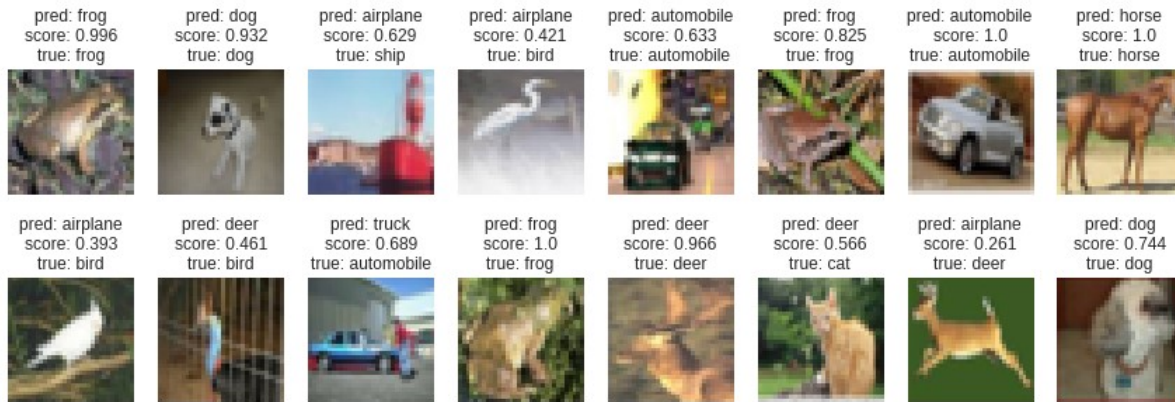 pred: frog
score: 0.996
true: frog
pred: dog
score: 0.932
true: dog
pred: airplane
score: 0.629
true: ship
pred: airplane
score: 0.421
true: bird
pred: automobile
score: 0.633
true: automobile
pred: frog
score: 0.825
true: frog
pred: automobile
score: 1.0
true: automobile
pred: horse
score: 1.0
true: horse
pred: airplane
score: 0.393
true: bird
pred: deer
score: 0.461
true: bird
pred: truck
score: 0.689
true: automobile
pred: frog
score: 1.0
true: frog
pred: deer
score: 0.966
true: deer
pred: deer
score: 0.566
true: cat
pred: airplane
score: 0.261
true: deer
pred: dog
score: 0.744
true: dog